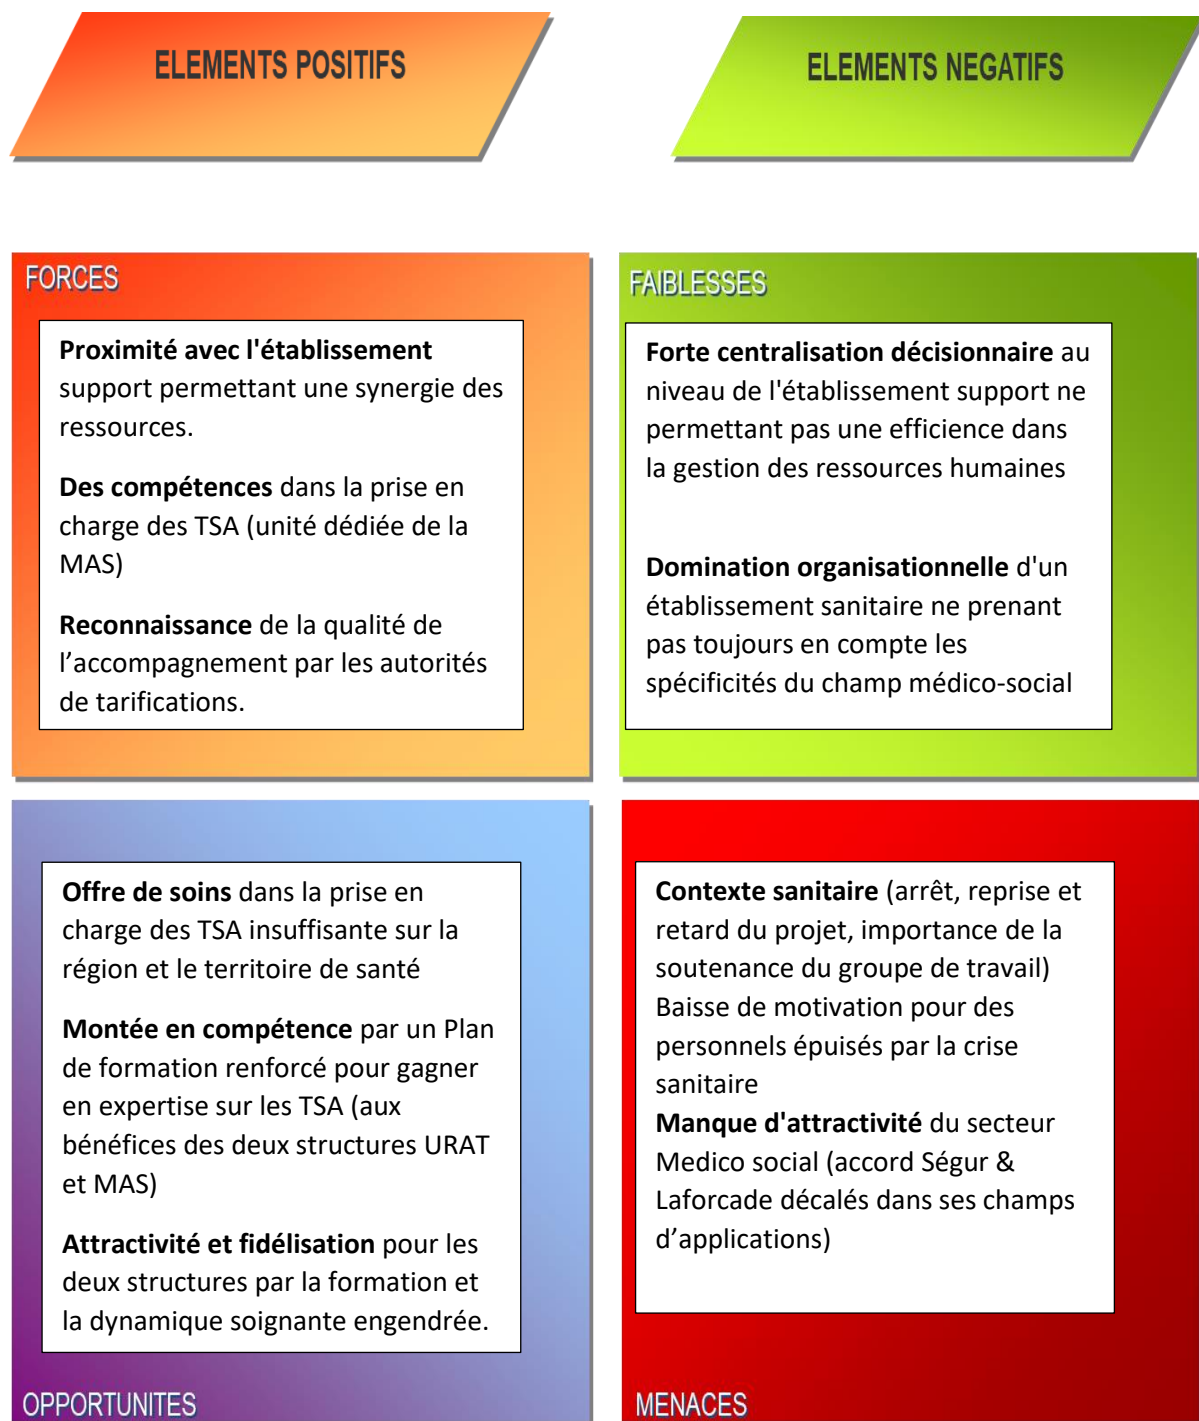 ELEMENTS POSITIFS
ELEMENTS NEGATIFS
FORCES
Proximité avec l'établissement
support permettant une synergie des
ressources.
Des compétences dans la prise en
charge des TSA (unité dédiée de la
MAS)
Reconnaissance de la qualité de
l’accompagnement par les autorités
de tarifications.
FAIBLESSES
Forte centralisation décisionnaire au
niveau de l'établissement support ne
permettant pas une efficience dans
la gestion des ressources humaines
Domination organisationnelle d'un
établissement sanitaire ne prenant
pas toujours en compte les
spécificités du champ médico-social
Offre de soins dans la prise en
charge des TSA insuffisante sur la
région et le territoire de santé
Montée en compétence par un Plan
de formation renforcé pour gagner
en expertise sur les TSA (aux
bénéfices des deux structures URAT
et MAS)
Attractivité et fidélisation pour les
deux structures par la formation et
la dynamique soignante engendrée.
OPPORTUNITES
Contexte sanitaire (arrêt, reprise et
retard du projet, importance de la
soutenance du groupe de travail)
Baisse de motivation pour des
personnels épuisés par la crise
sanitaire
Manque d'attractivité du secteur
Medico social (accord Ségur &
Laforcade décalés dans ses champs
d’applications)
MENACES